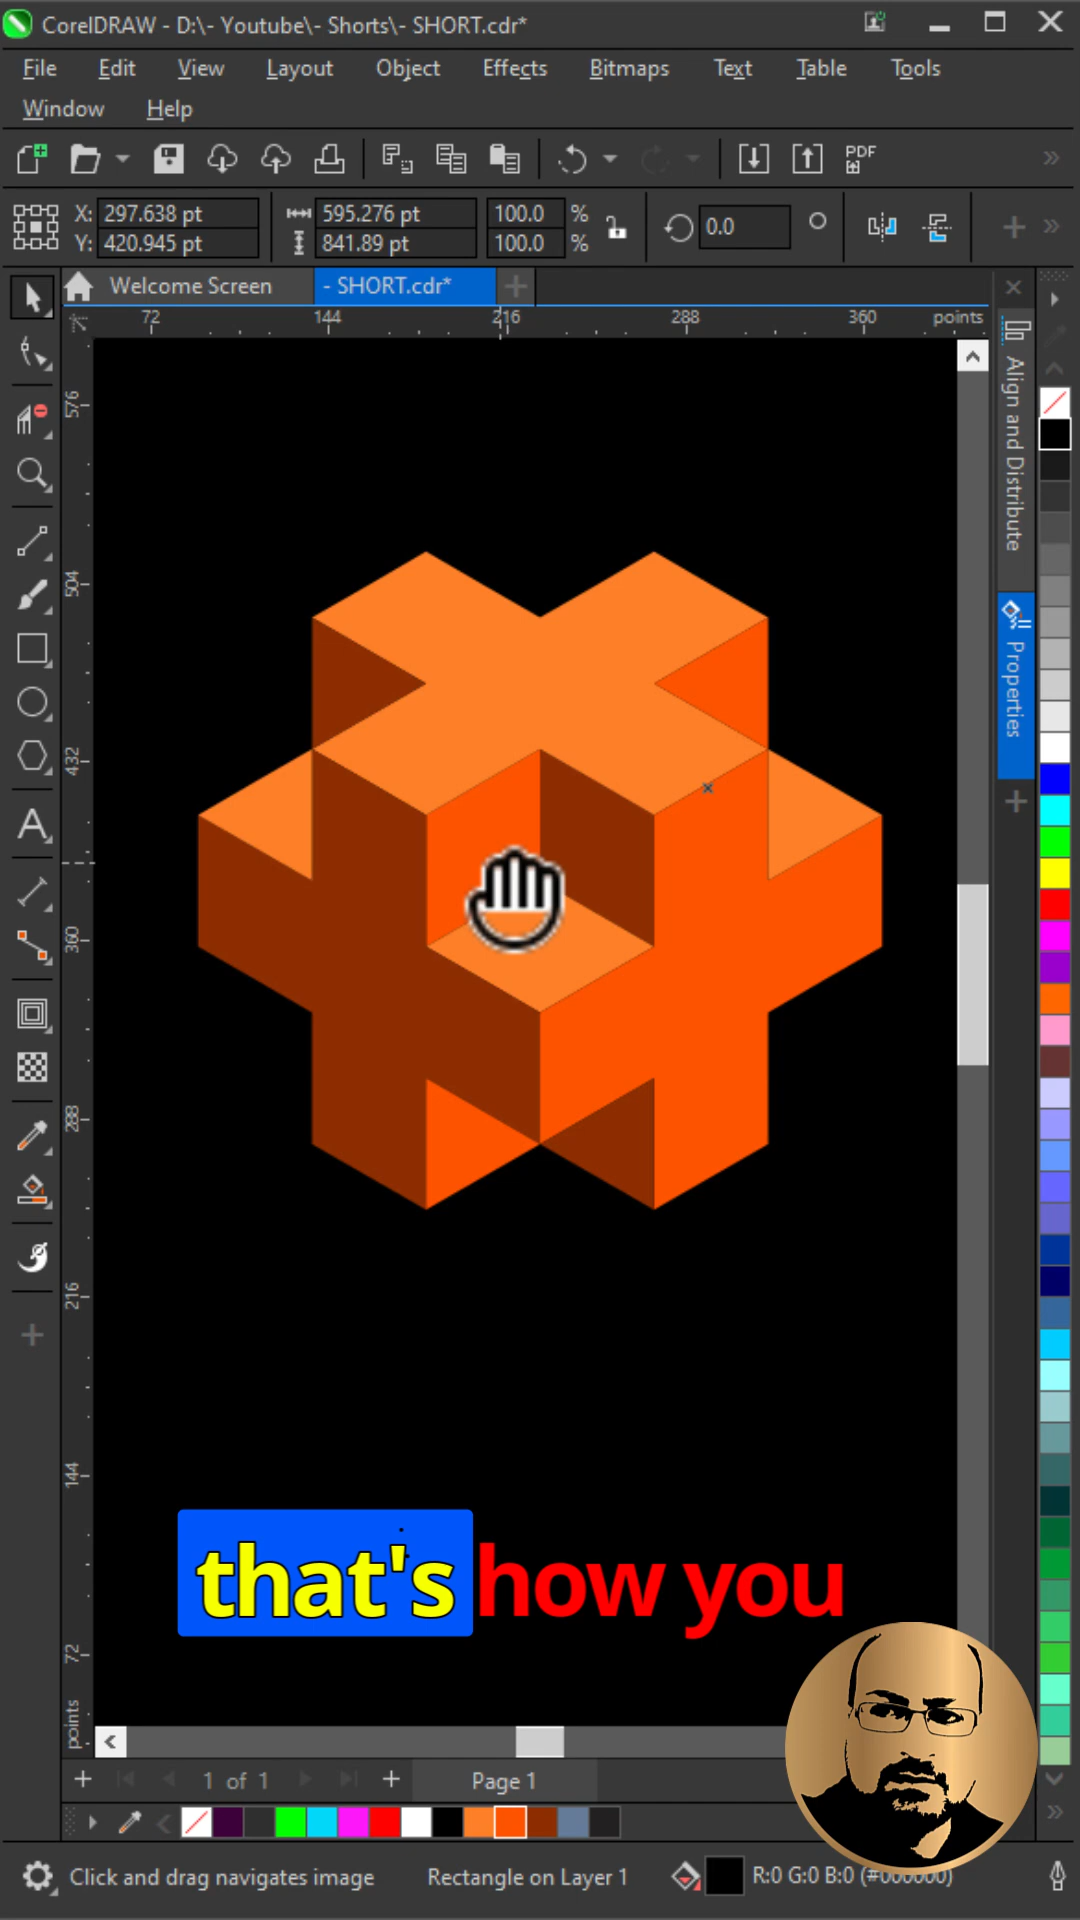 CorelDRAW - D:\- Youtube\- Shorts\- SHORT.cdr*
File Edit View Layout Object Effects Bitmaps Text Table Tools
Window Help
PDF
X: 297.638 pt 595.276 pt 100.0 % 0.0
Y: 420.945 pt 841.89 pt 100.0 %
Welcome Screen - SHORT.cdr*
72 144 216 288 360 points
Align and Distribute
Properties
576
504
432
360
288
216
144
72
points
that's how you
1 of 1 Page 1
Click and drag navigates image Rectangle on Layer 1 R:0 G:0 B:0 (#000000)